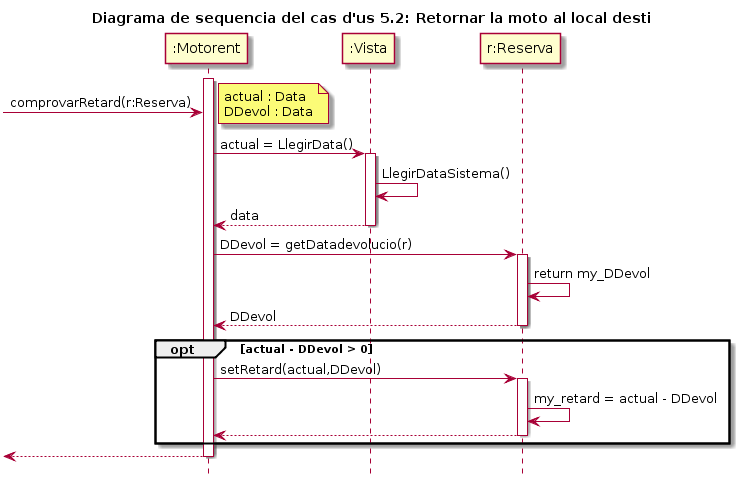 Diagrama de sequencia del cas d'us 5.2: Retornar la moto al local desti
:Motorent
:Vista
r:Reserva
comprovarRetard(r:Reserva)
actual : Data
DDevol : Data
actual = LlegirData()
LlegirDataSistema()
data
DDevol = getDatadevolucio(r)
return my_DDevol
DDevol
opt
[actual - DDevol > 0]
setRetard(actual,DDevol)
my_retard = actual - DDevol